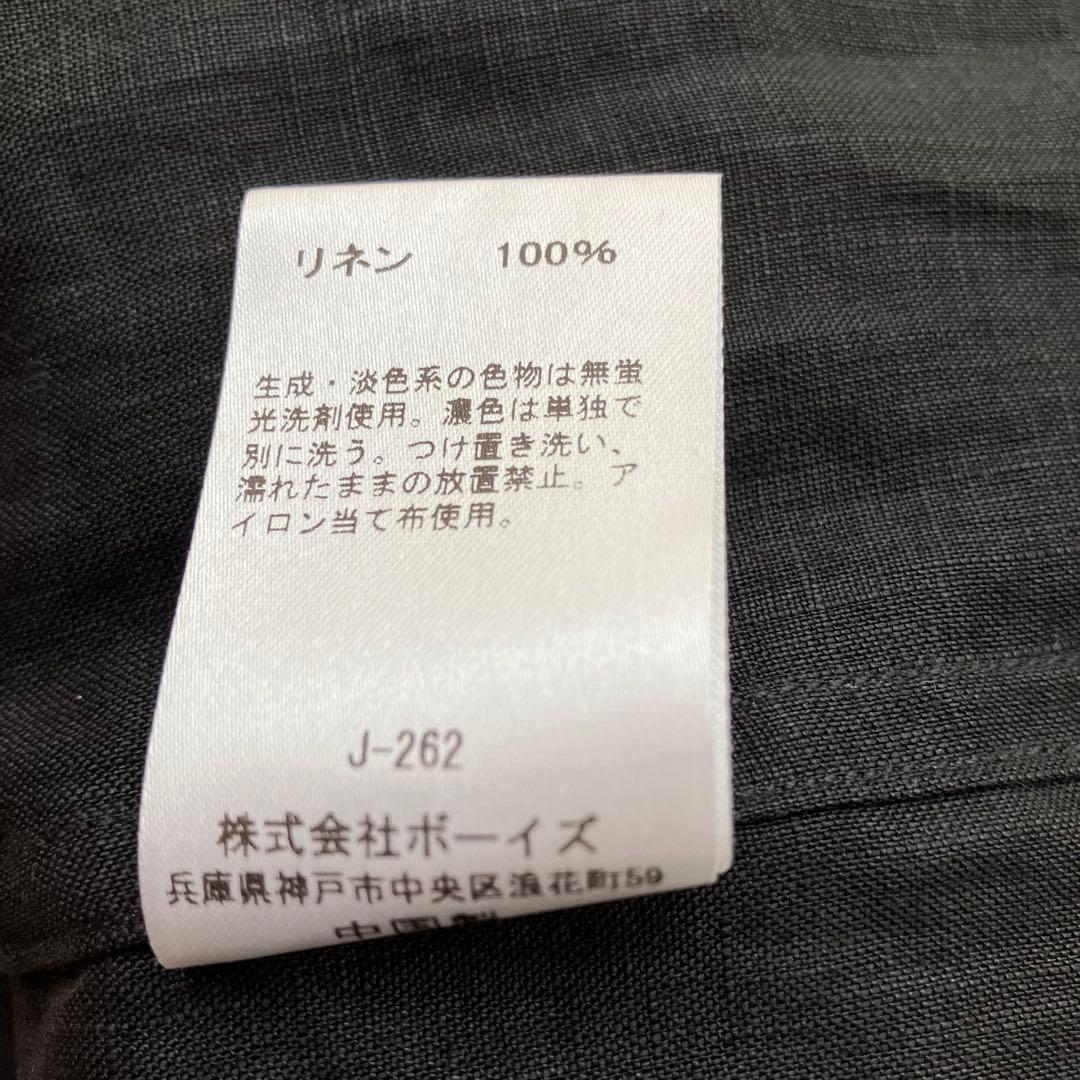 リネン 100%
生成・淡色系の色物は無蛍
光洗剤使用。濃色は単独で
別に洗う。つけ置き洗い、
濡れたままの放置禁止。ア
イロン当て布使用。
J-262
株式会社ボーイズ
兵庫県神戸市中央区浪花町59
中国製